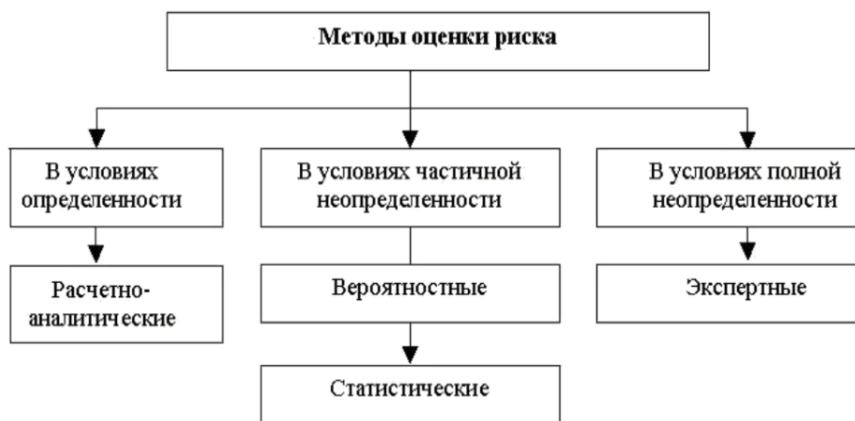 Методы оценки риска
В условиях
определенности
В условиях частичной
неопределенности
В условиях полной
неопределенности
Расчетно-
аналитические
Вероятностные
Экспертные
Статистические